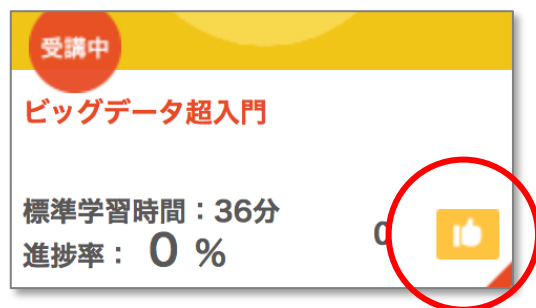 受講中
ビッグデータ超入門
標準学習時間：36分
進捗率： 0 %
0